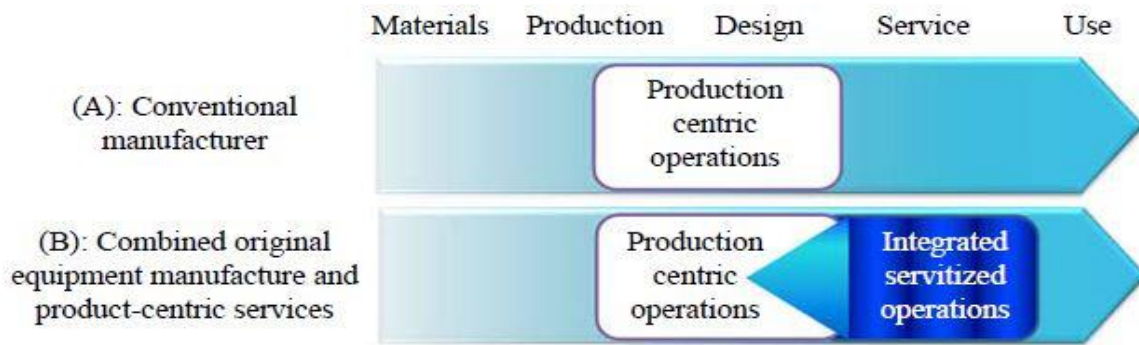 Materials Production Design Service Use
(A): Conventional
manufacturer
Production
centric
operations
(B): Combined original
equipment manufacture and
product-centric services
Production
centric
operations
Integrated
servitized
operations